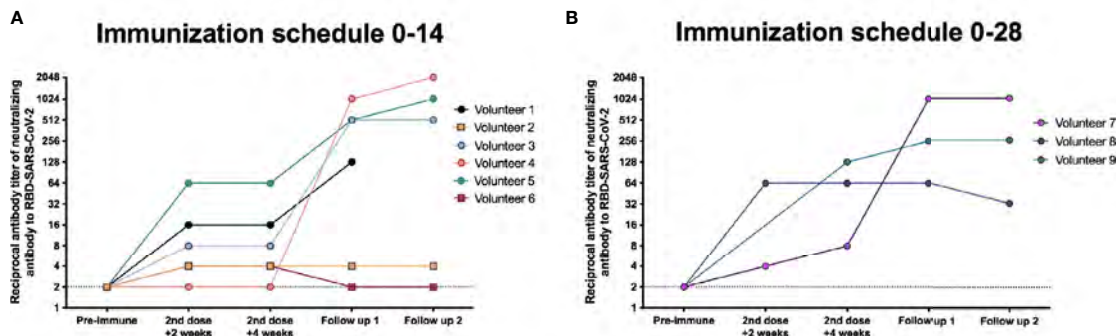 A
Immunization schedule 0-14
Reciprocal antibody titer of neutralizing
antibody to RBD-SARS-CoV-2
2048
1024
512
256
128
64
32
16
8
4
2
1
Pre-Immune
2nd dose
+2 weeks
2nd dose
+4 weeks
Follow up 1
Follow up 2
Volunteer 1
Volunteer 2
Volunteer 3
Volunteer 4
Volunteer 5
Volunteer 6
B
Immunization schedule 0-28
Reciprocal antibody titer of neutralizing
antibody to RBD-SARS-CoV-2
2048
1024
512
256
128
64
32
16
8
4
2
1
Pre-Immune
2nd dose
+2 weeks
2nd dose
+4 weeks
Follow up 1
Follow up 2
Volunteer 7
Volunteer 8
Volunteer 9